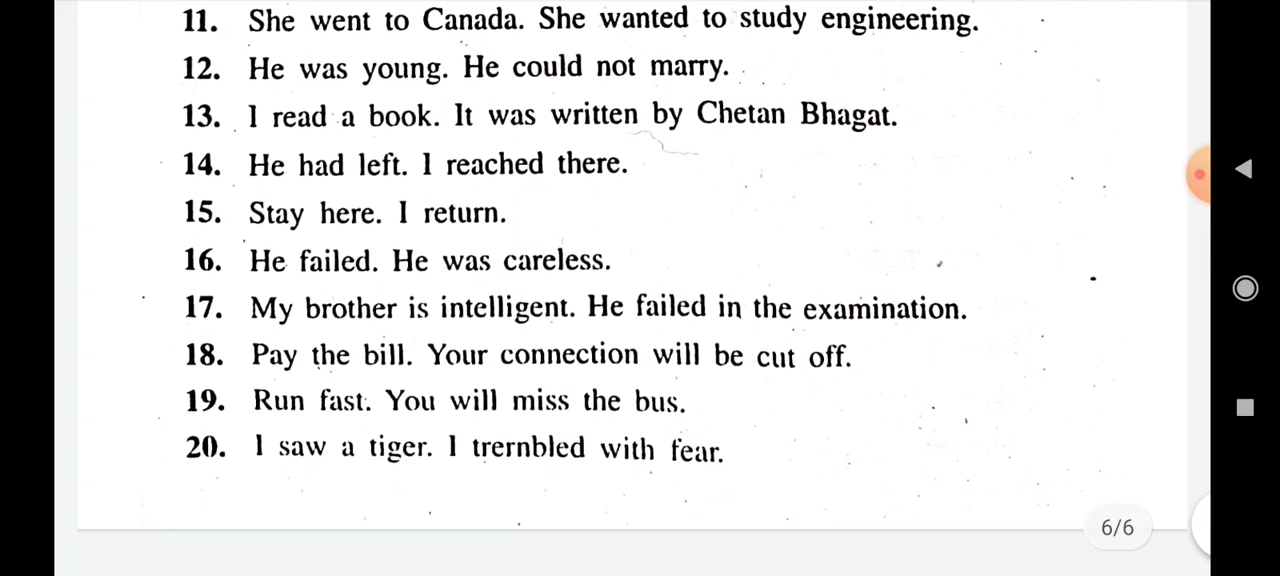 11. She went to Canada. She wanted to study engineering.
12. He was young. He could not marry.
13. I read a book. It was written by Chetan Bhagat.
14. He had left. I reached there.
15. Stay here. I return.
16. He failed. He was careless.
17. My brother is intelligent. He failed in the examination.
18. Pay the bill. Your connection will be cut off.
19. Run fast. You will miss the bus.
20. I saw a tiger. I trernbled with fear.
6/6